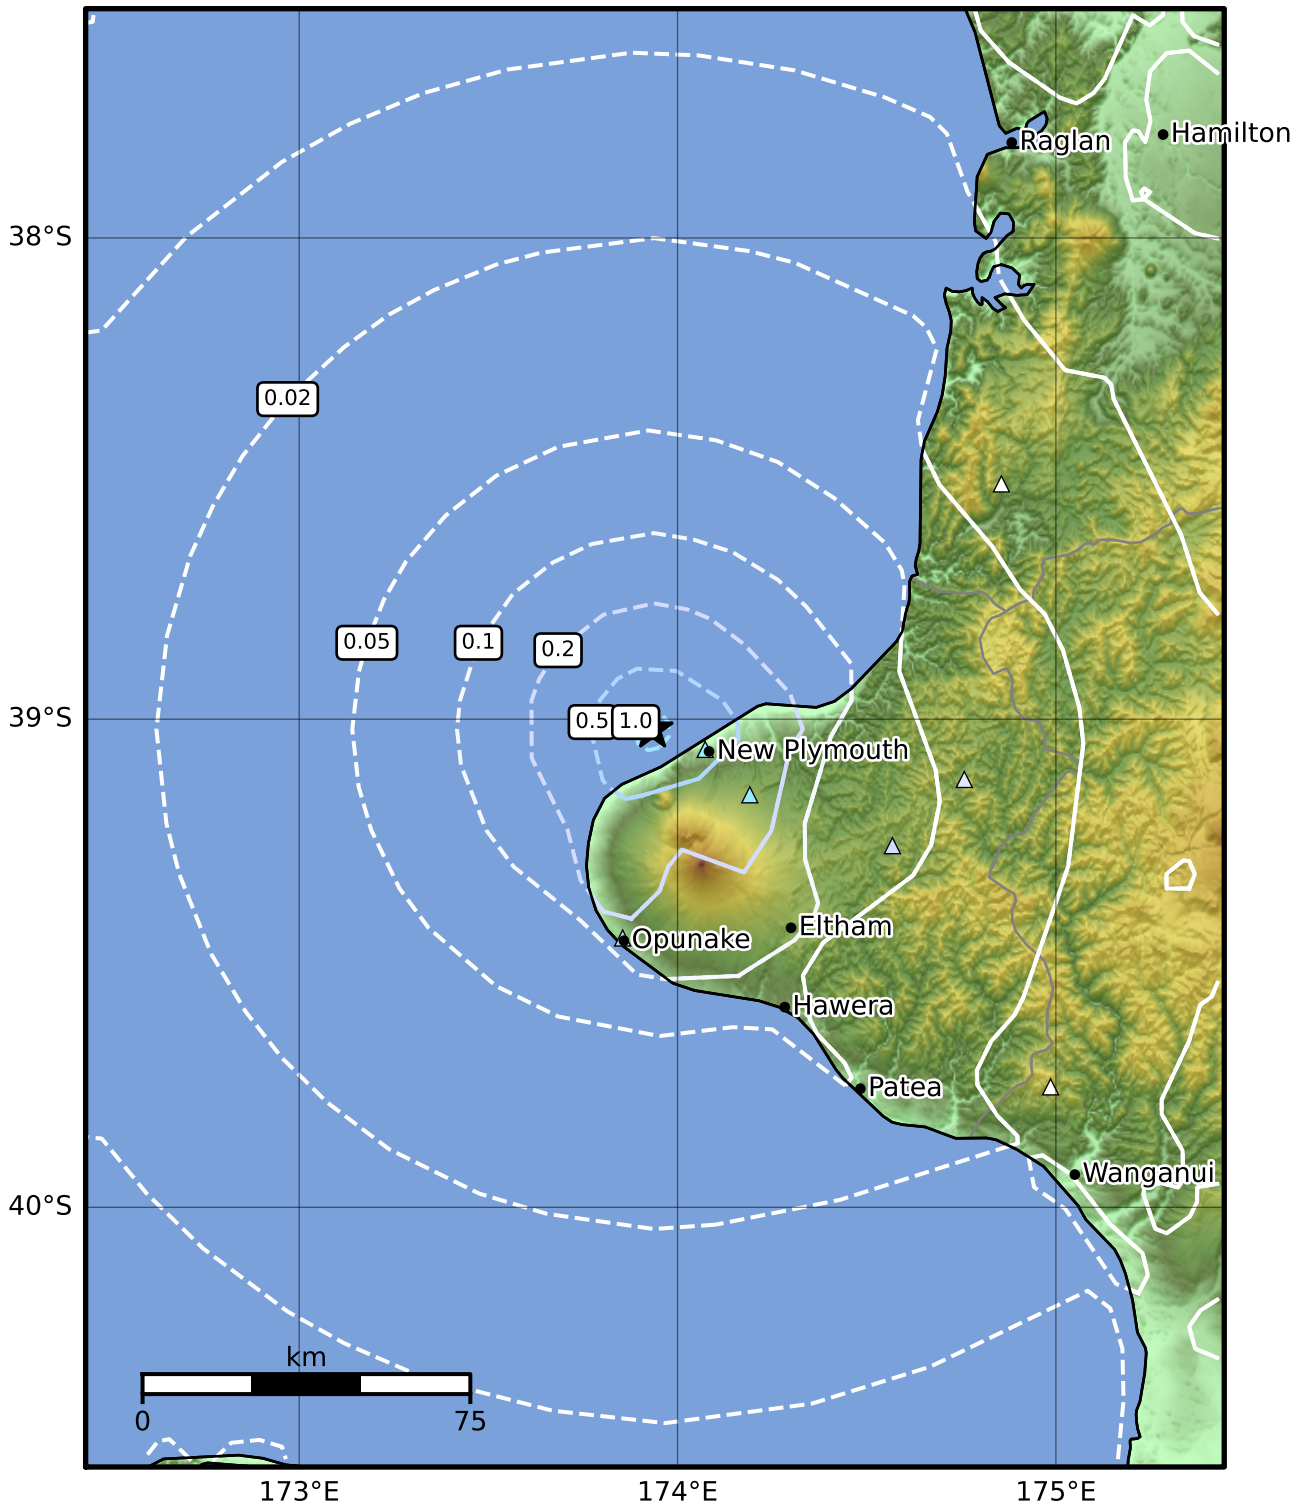 Raglan
Hamilton
38°S
0.02
0.05
0.1
0.2
39°S
0.5
1.0
New Plymouth
Eltham
Opunake
Hawera
Patea
Wanganui
40°S
km
0
75
173°E
174°E
175°E